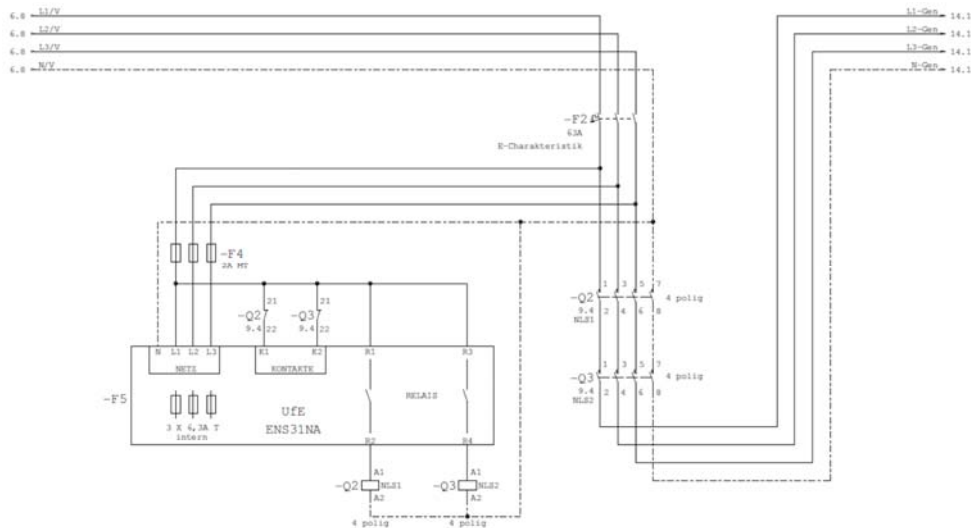 6.8 L1/V L1-Gen 14.1
6.8 L2/V L2-Gen 14.1
6.8 L3/V L3-Gen 14.1
6.8 N/V N-Gen 14.1
-F2
63A
E-Charakteristik
-F4
2A MT
21 21
-Q2 -Q3
9.4 22 9.4 22
1 3 5 7
-Q2 4 polig
9.4 2 4 6 8
NLS1
N L1 L2 L3 K1 K2 R1 R3
NETZ KONTAKTE
1 3 5 7
-Q3 4 polig
9.4 2 4 6 8
NLS2
-F5
RELAIS
UfE
ENS31NA
3 X 6,3A T
intern
R2 R4
A1 A1
-Q2 NLS1 -Q3 NLS2
A2 A2
4 polig 4 polig